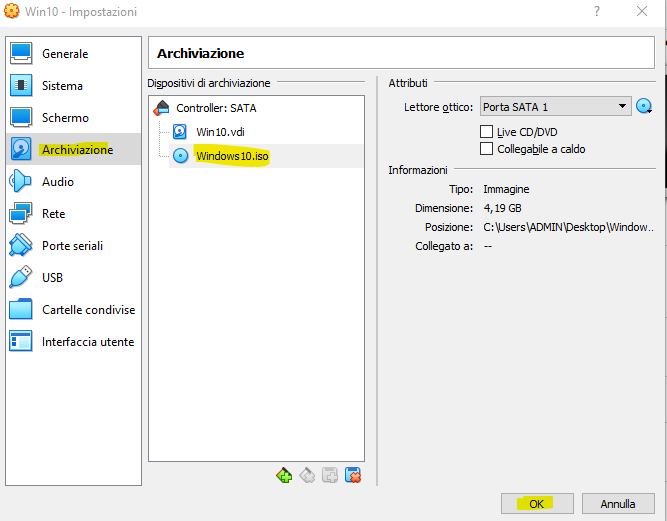 Win10 - Impostazioni
?
Generale
Sistema
Schermo
Archiviazione
Audio
Rete
Porte seriali
USB
Cartelle condivise
Interfaccia utente
Archiviazione
Dispositivi di archiviazione
Controller: SATA
Win10.vdi
Windows10.iso
Attributi
Lettore ottico: Porta SATA 1
Live CD/DVD
Collegabile a caldo
Informazioni
Tipo: Immagine
Dimensione: 4,19 GB
Posizione: C:\Users\ADMIN\Desktop\Window...
Collegato a: --
OK
Annulla